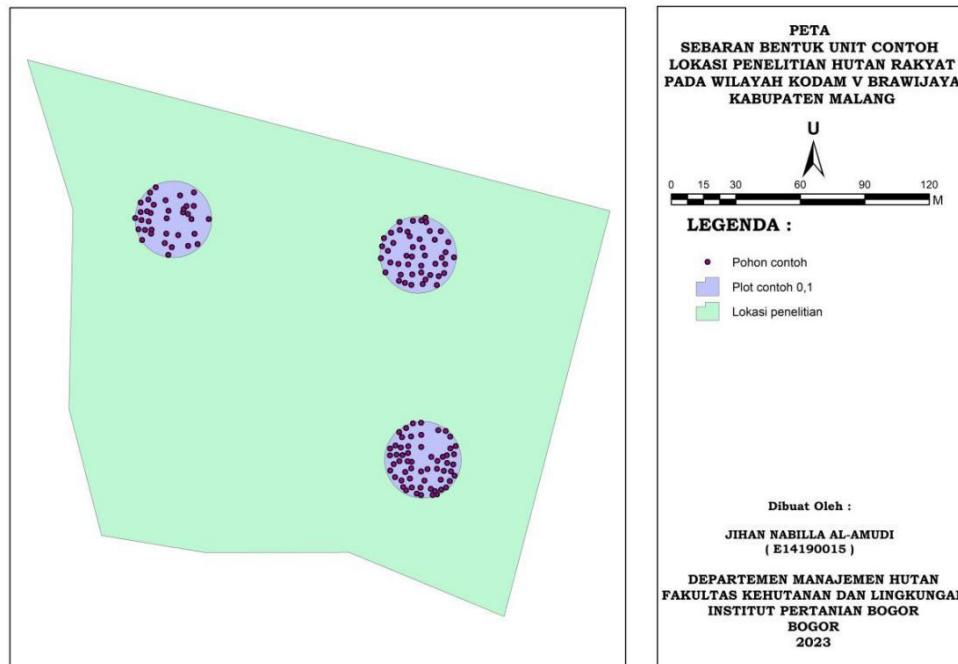 PETA
SEBARAN BENTUK UNIT CONTOH
LOKASI PENELITIAN HUTAN RAKYAT
PADA WILAYAH KODAM V BRAWIJAYA
KABUPATEN MALANG
U
0 15 30 60 90 120
M
LEGENDA :
Pohon contoh
Plot contoh 0,1
Lokasi penelitian
Dibuat Oleh :
JIHAN NABILLA AL-AMUDI
( E14190015 )
DEPARTEMEN MANAJEMEN HUTAN
FAKULTAS KEHUTANAN DAN LINGKUNGAN
INSTITUT PERTANIAN BOGOR
BOGOR
2023